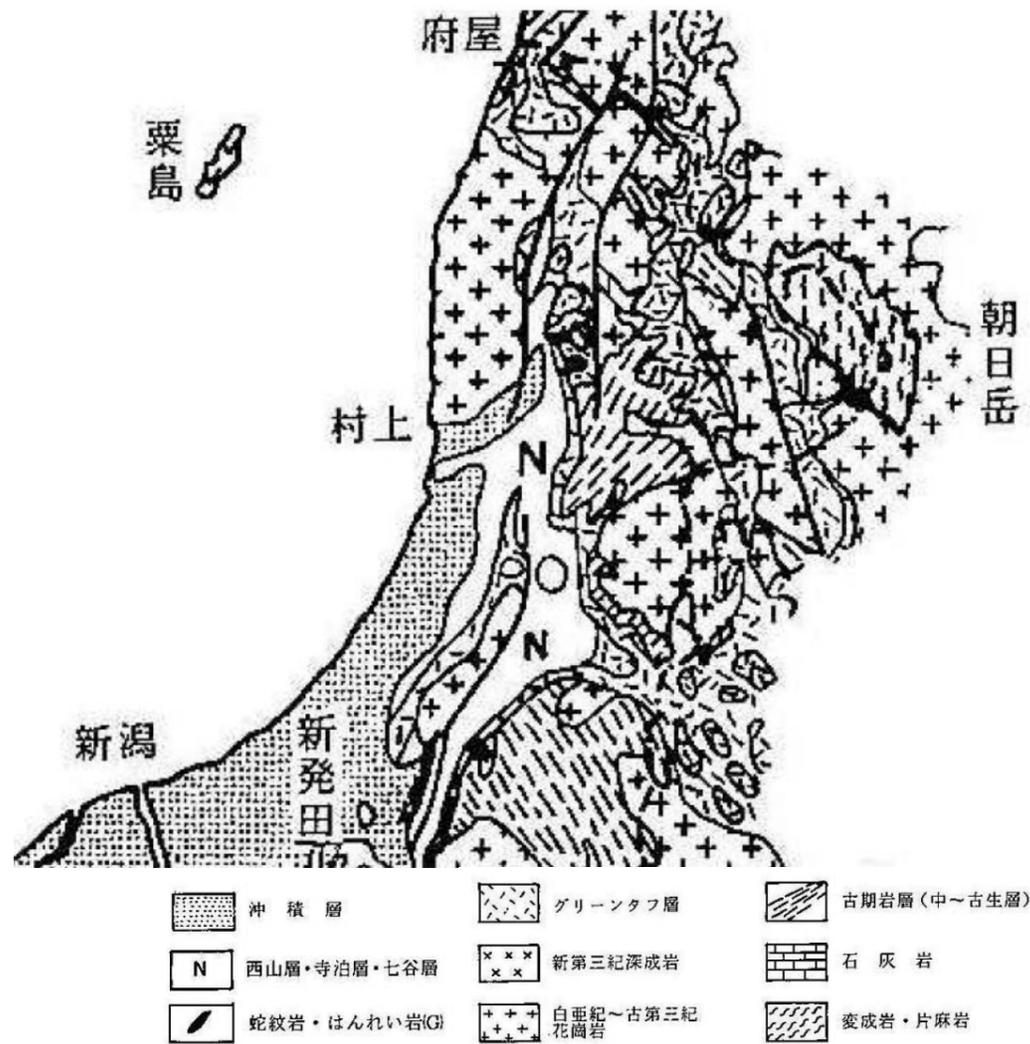 府屋
粟島
朝日岳
村上
N
N
新潟
新発田
沖積層
グリーンタフ層
古期岩層(中~古生層)
N
西山層・寺泊層・七谷層
新第三紀深成岩
石灰岩
蛇紋岩・はんれい岩(G)
白亜紀~古第三紀
花崗岩
変成岩・片麻岩